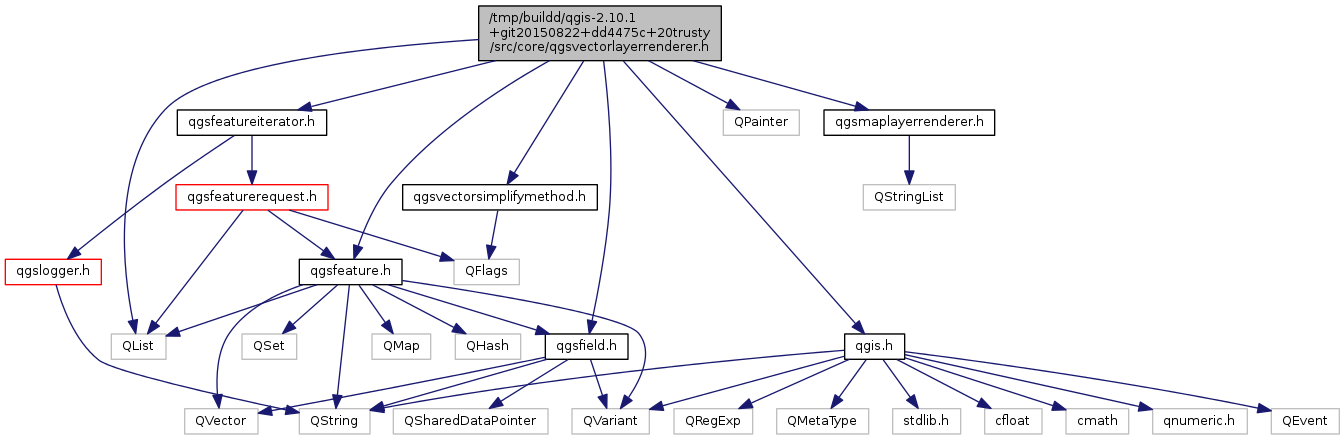 /tmp/buildd/qgis-2.10.1
+git20150822+dd4475c+20trusty
/src/core/qgsvectorlayerrenderer.h
qgsfeatureiterator.h
QPainter
qgsmaplayerrenderer.h
qgsfeaturerequest.h
qgsvectorsimplifymethod.h
QStringList
qgslogger.h
qgsfeature.h
QFlags
QList
QSet
QMap
QHash
qgsfield.h
qgis.h
QVector
QString
QSharedDataPointer
QVariant
QRegExp
QMetaType
stdlib.h
cfloat
cmath
qnumeric.h
QEvent